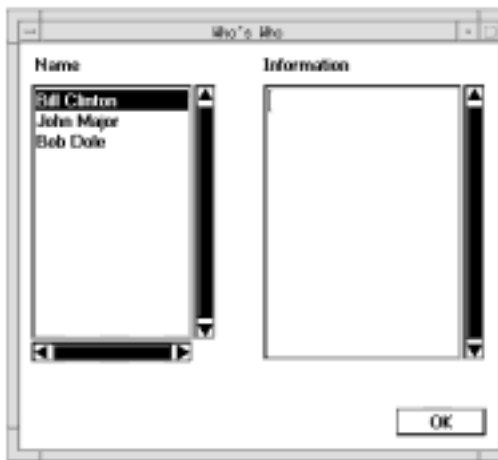 Who's Who
Name
Information
Bill Clinton
John Major
Bob Dole
OK